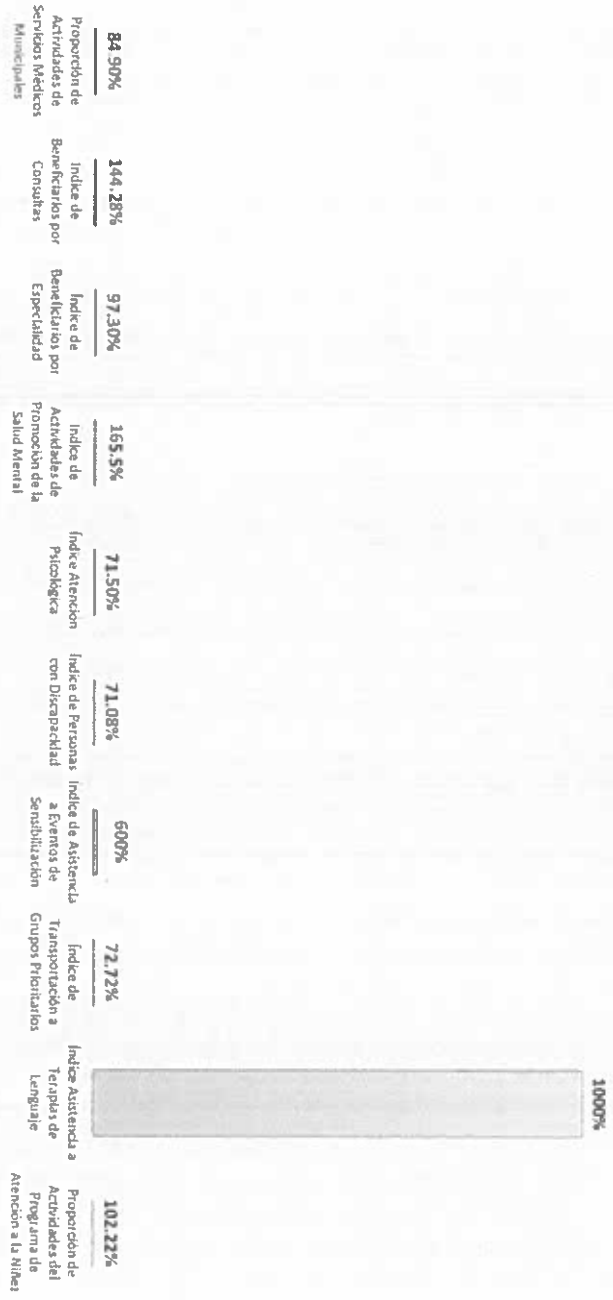 84.90%
Proporción de
Actividades de
Servicios Médicos
Municipales
144.28%
Indice de
Beneficiarios por
Consultas
97.30%
Índice de
Beneficiarios por
Especialidad
165.5%
Indice de
Actividades de
Promoción de la
Salud Mental
71.50%
Índice Atención
Psicológica
71.08%
Índice de Personas
con Discapacidad
600%
Índice de Asistencia
a Eventos de
Sensibilización
72.72%
Índice de
Transportación a
Grupos Prioritarios
1000%
Índice Asistencia a
Terapias de
Lenguaje
102.22%
Proporción de
Actividades del
Programa de
Atención a la Niñez